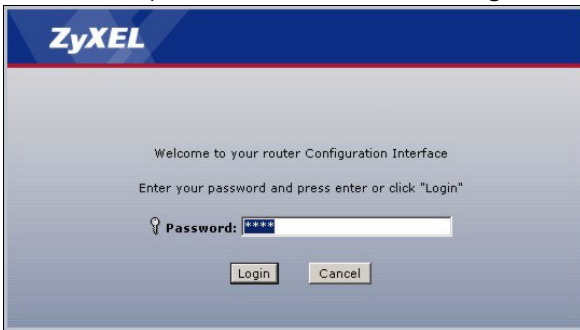 ZyXEL
Welcome to your router Configuration Interface
Enter your password and press enter or click "Login"
Password: ****
Login Cancel